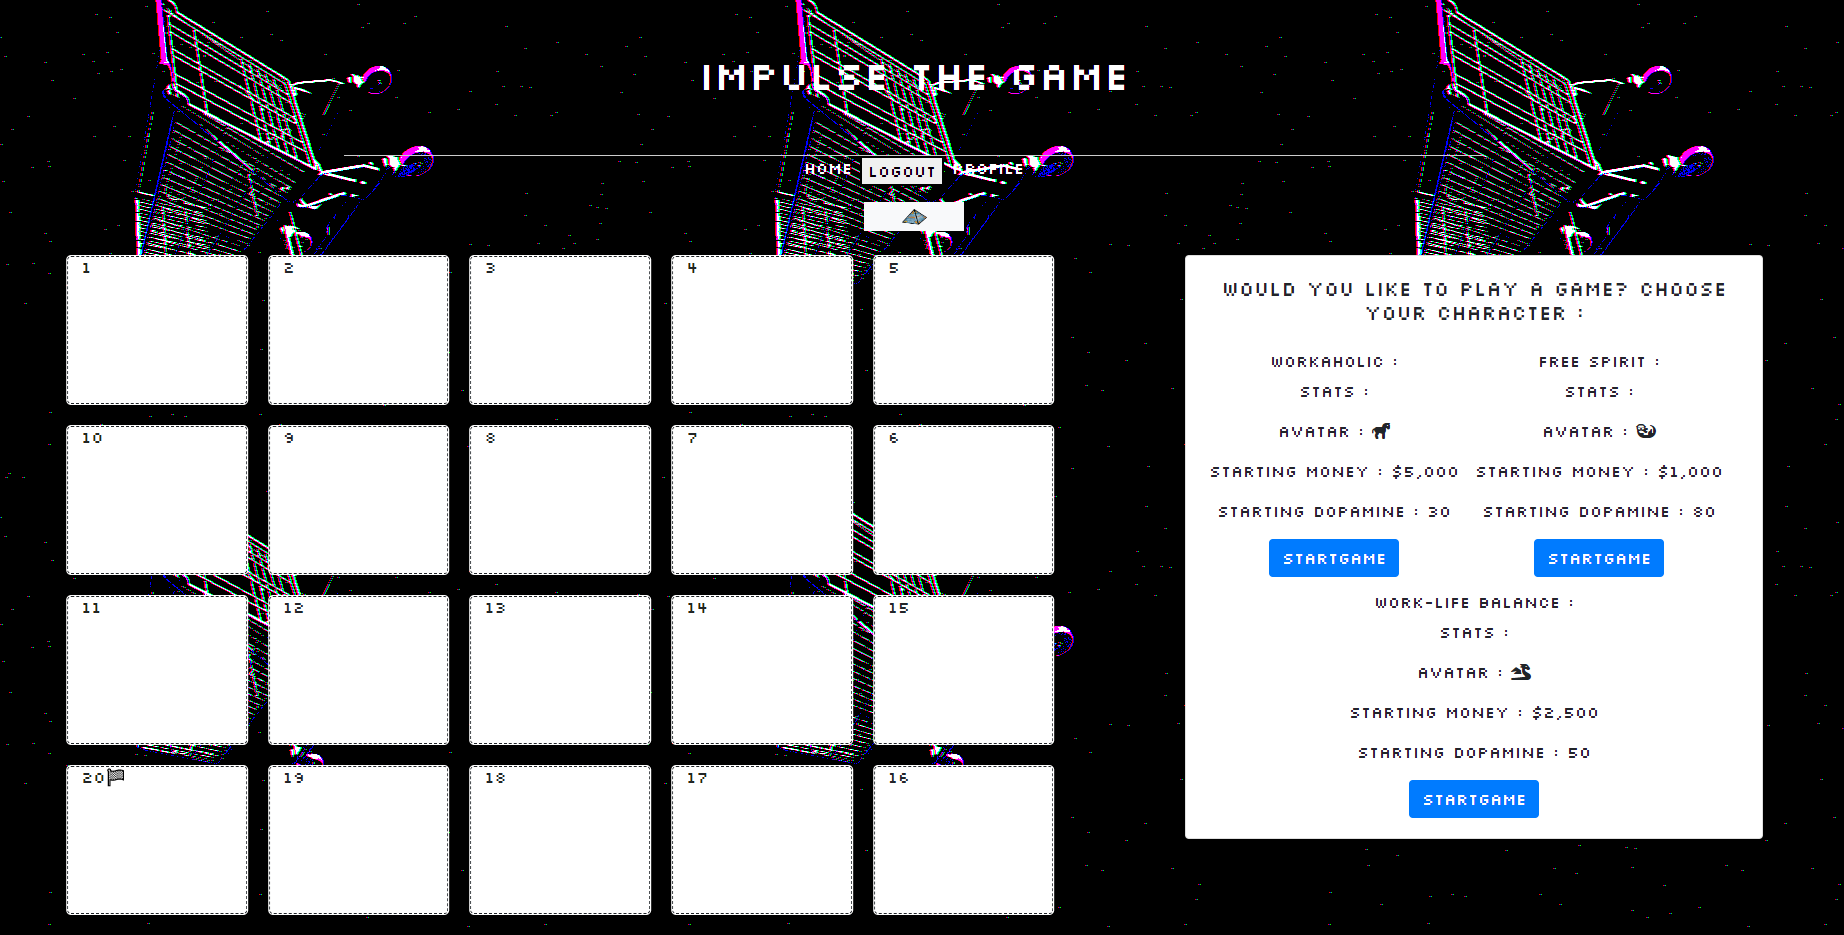 IMPULSE THE GAME
HOME LOGOUT PROFILE
1 2 3 4 5
10 9 8 7 6
11 12 13 14 15
20 19 18 17 16
WOULD YOU LIKE TO PLAY A GAME? CHOOSE
YOUR CHARACTER :
WORKAHOLIC :
STATS :
AVATAR :
STARTING MONEY : $5,000
STARTING DOPAMINE : 30
STARTGAME
FREE SPIRIT :
STATS :
AVATAR :
STARTING MONEY : $1,000
STARTING DOPAMINE : 80
STARTGAME
WORK-LIFE BALANCE :
STATS :
AVATAR :
STARTING MONEY : $2,500
STARTING DOPAMINE : 50
STARTGAME